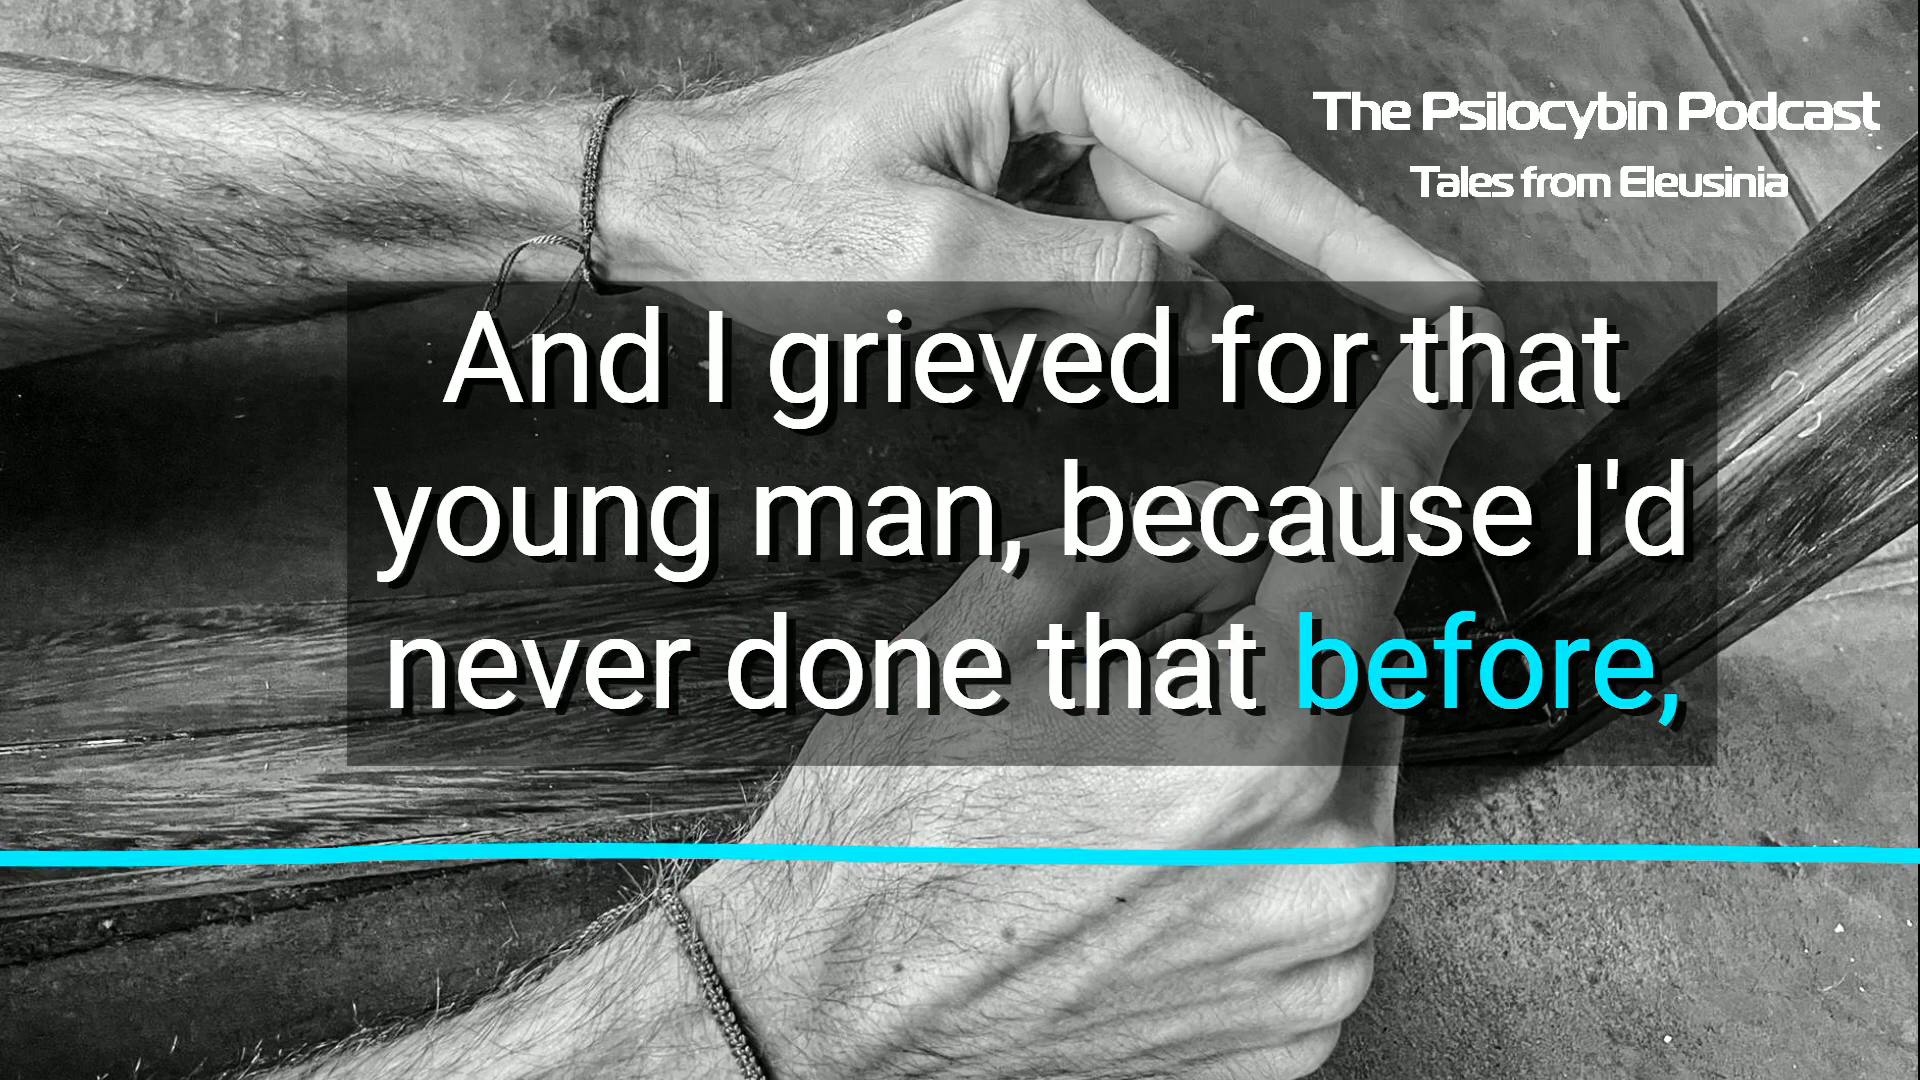 The Psilocybin Podcast
Tales from Eleusinia
And I grieved for that
young man, because I'd
never done that before,